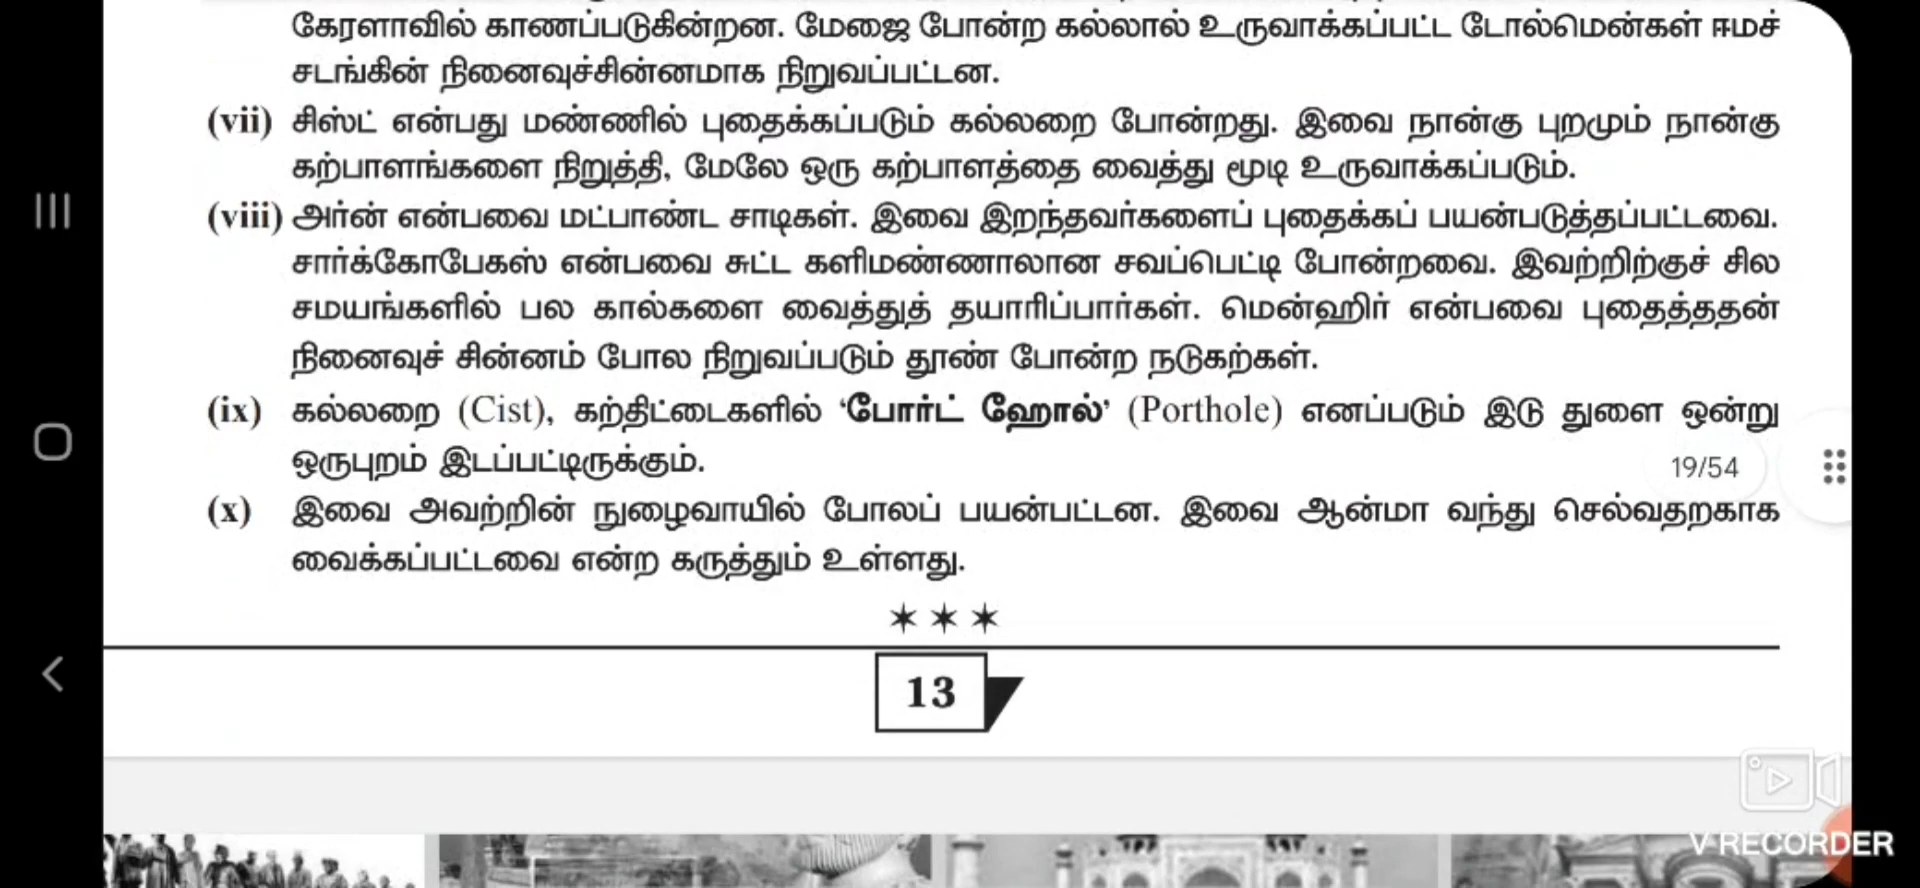 கேரளாவில் காணப்படுகின்றன. மேஜை போன்ற கல்லால் உருவாக்கப்பட்ட டோல்மென்கள் ஈமச்
சடங்கின் நினைவுச்சின்னமாக நிறுவப்பட்டன.
(vii) சிஸ்ட் என்பது மண்ணில் புதைக்கப்படும் கல்லறை போன்றது. இவை நான்கு புறமும் நான்கு
கற்பாளங்களை நிறுத்தி, மேலே ஒரு கற்பாளத்தை வைத்து மூடி உருவாக்கப்படும்.
(viii) அர்ன் என்பவை மட்பாண்ட சாடிகள். இவை இறந்தவர்களைப் புதைக்கப் பயன்படுத்தப்பட்டவை.
சார்க்கோபேகஸ் என்பவை சுட்ட களிமண்ணாலான சவப்பெட்டி போன்றவை. இவற்றிற்குச் சில
சமயங்களில் பல கால்களை வைத்துத் தயாரிப்பார்கள். மென்ஹிர் என்பவை புதைத்ததன்
நினைவுச் சின்னம் போல நிறுவப்படும் தூண் போன்ற நடுகற்கள்.
(ix) கல்லறை (Cist), கற்திட்டைகளில் ‘போர்ட் ஹோல்’ (Porthole) எனப்படும் இடு துளை ஒன்று
ஒருபுறம் இடப்பட்டிருக்கும்.
19/54
(x) இவை அவற்றின் நுழைவாயில் போலப் பயன்பட்டன. இவை ஆன்மா வந்து செல்வதறகாக
வைக்கப்பட்டவை என்ற கருத்தும் உள்ளது.
✶ ✶ ✶
13
V RECORDER